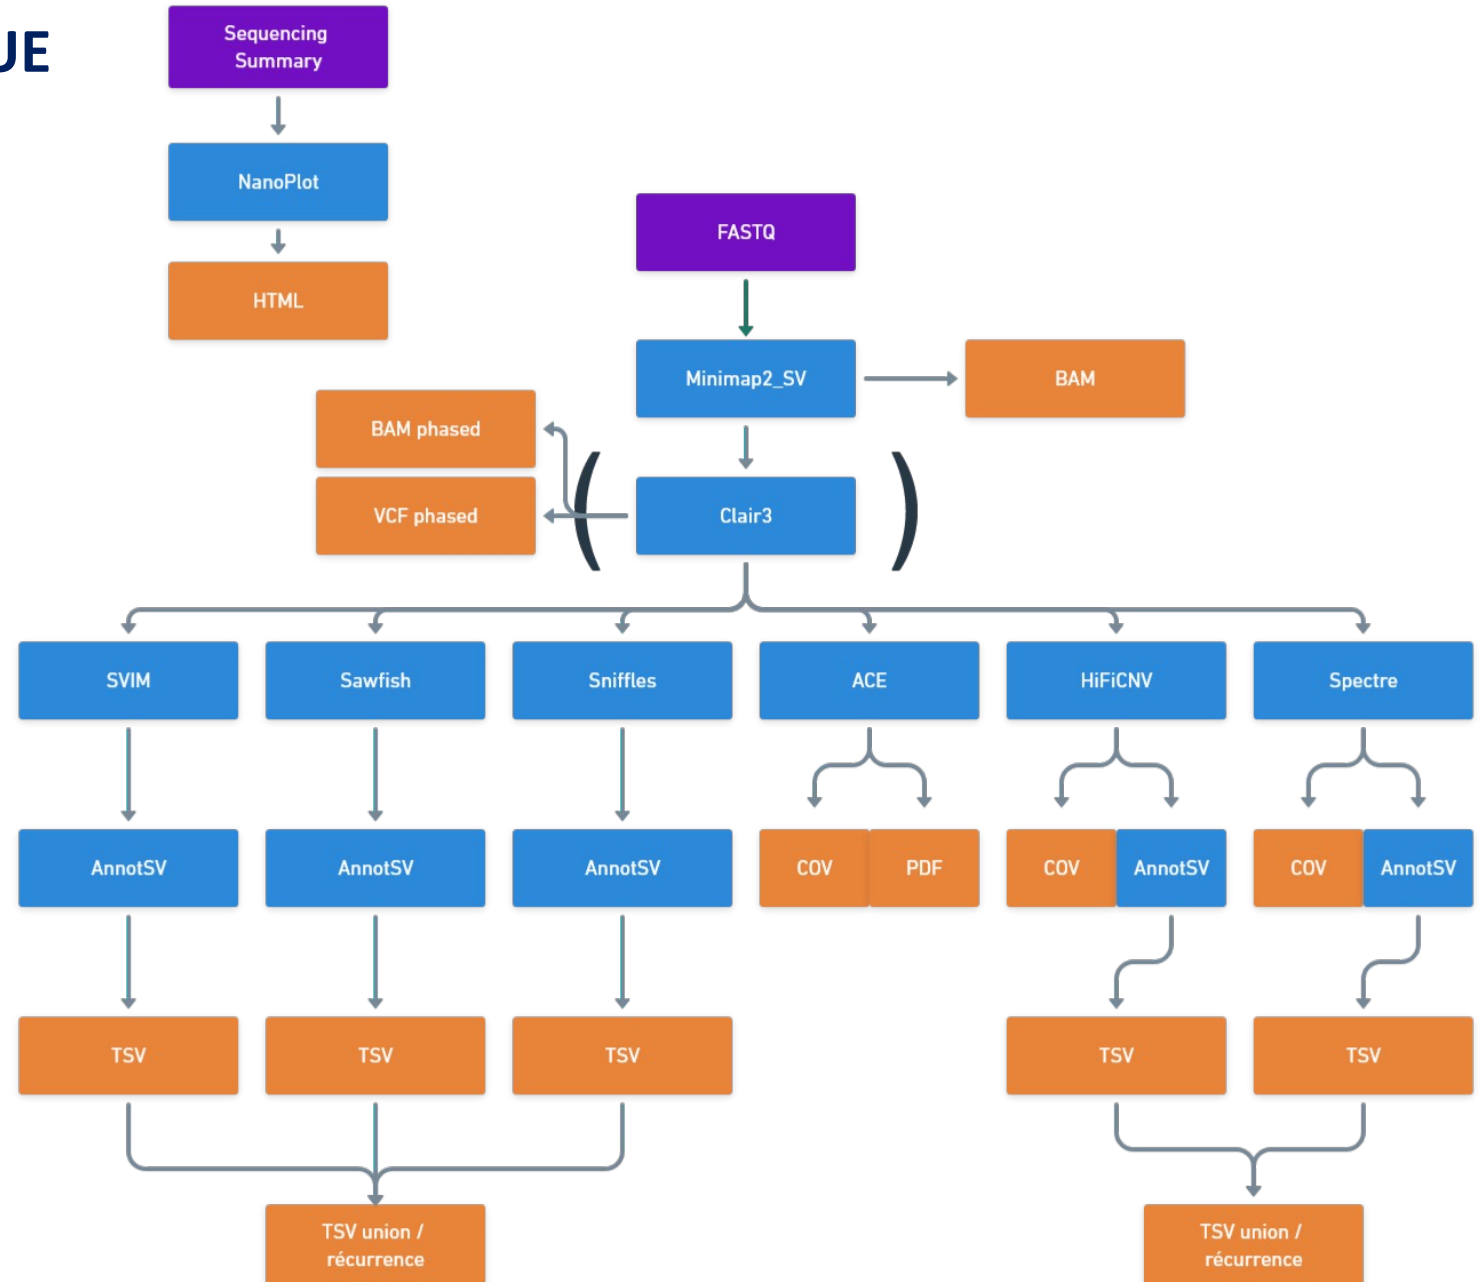 UE
Sequencing
Summary
NanoPlot
HTML
FASTQ
Minimap2_SV
BAM
BAM phased
VCF phased
(
Clair3
)
SVIM
Sawfish
Sniffles
ACE
HiFiCNV
Spectre
AnnotSV
AnnotSV
AnnotSV
COV
PDF
COV
AnnotSV
COV
AnnotSV
TSV
TSV
TSV
TSV
TSV
TSV union /
récurrence
TSV union /
récurrence